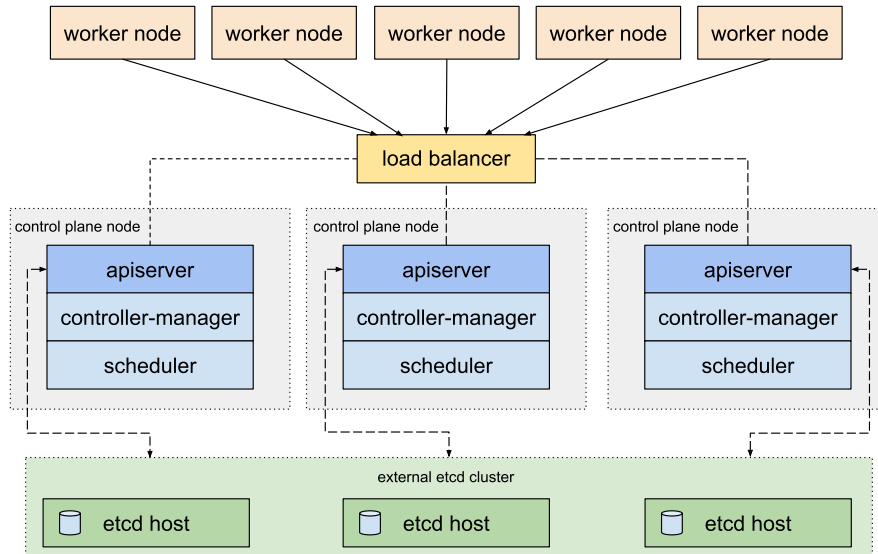 worker node
worker node
worker node
worker node
worker node
load balancer
control plane node
control plane node
control plane node
apiserver
apiserver
apiserver
controller-manager
controller-manager
controller-manager
scheduler
scheduler
scheduler
external etcd cluster
etcd host
etcd host
etcd host